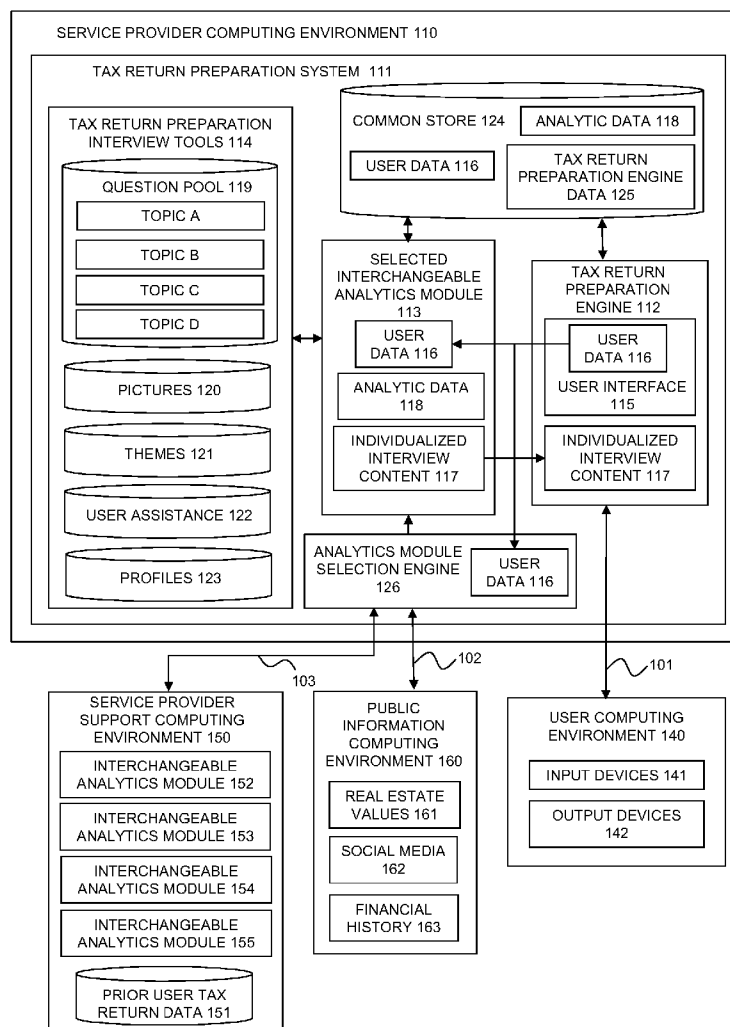 SERVICE PROVIDER COMPUTING ENVIRONMENT 110
TAX RETURN PREPARATION SYSTEM 111
TAX RETURN PREPARATION
INTERVIEW TOOLS 114
QUESTION POOL 119
TOPIC A
TOPIC B
TOPIC C
TOPIC D
PICTURES 120
THEMES 121
USER ASSISTANCE 122
PROFILES 123
COMMON STORE 124
ANALYTIC DATA 118
USER DATA 116
TAX RETURN
PREPARATION ENGINE
DATA 125
SELECTED
INTERCHANGEABLE
ANALYTICS MODULE
113
USER
DATA 116
ANALYTIC DATA
118
INDIVIDUALIZED
INTERVIEW
CONTENT 117
TAX RETURN
PREPARATION
ENGINE 112
USER
DATA 116
USER INTERFACE
115
INDIVIDUALIZED
INTERVIEW
CONTENT 117
ANALYTICS MODULE
SELECTION ENGINE
126
USER
DATA 116
103
102
101
SERVICE PROVIDER
SUPPORT COMPUTING
ENVIRONMENT 150
INTERCHANGEABLE
ANALYTICS MODULE 152
INTERCHANGEABLE
ANALYTICS MODULE 153
INTERCHANGEABLE
ANALYTICS MODULE 154
INTERCHANGEABLE
ANALYTICS MODULE 155
PRIOR USER TAX
RETURN DATA 151
PUBLIC
INFORMATION
COMPUTING
ENVIRONMENT 160
REAL ESTATE
VALUES 161
SOCIAL MEDIA
162
FINANCIAL
HISTORY 163
USER COMPUTING
ENVIRONMENT 140
INPUT DEVICES 141
OUTPUT DEVICES
142